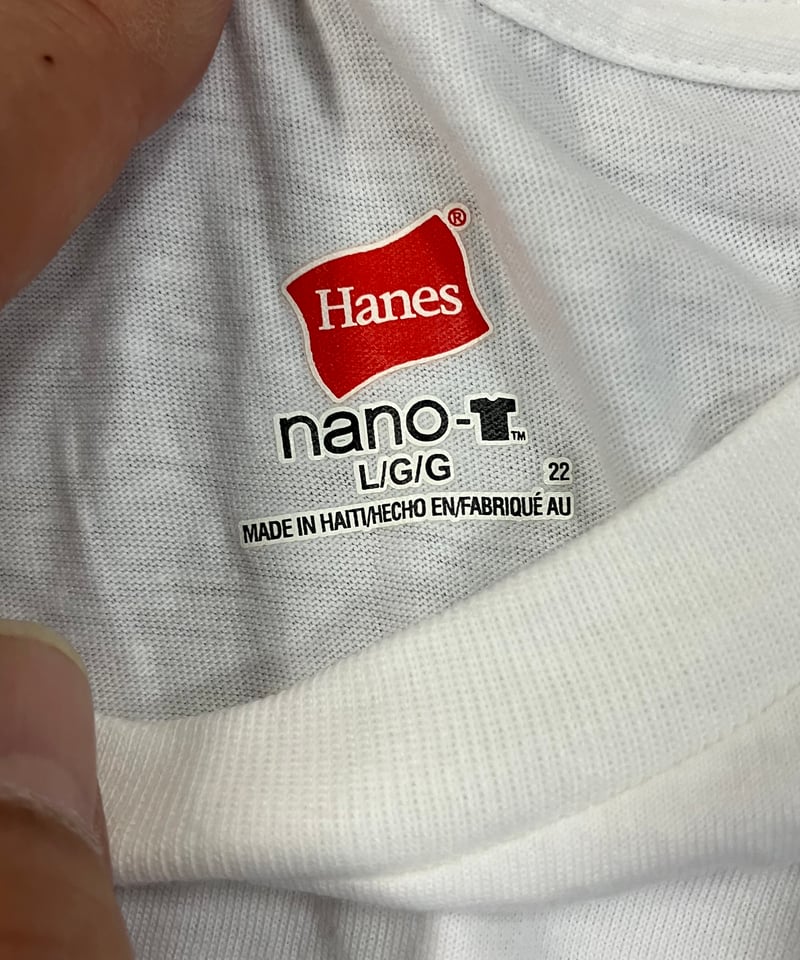 Hanes®
nano-T™
L/G/G 22
MADE IN HAITI/HECHO EN/FABRIQUÉ AU